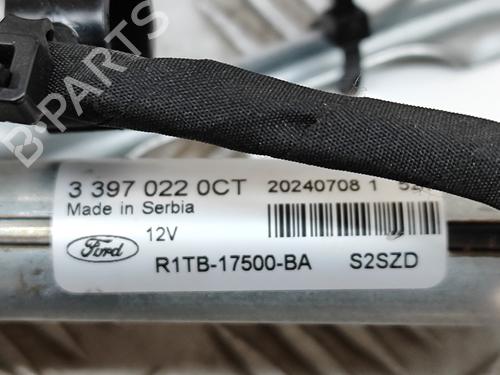 B-PARTS
3 397 022 0CT 20240708 1
Made in Serbia
Ford 12V
R1TB-17500-BA S2SZD